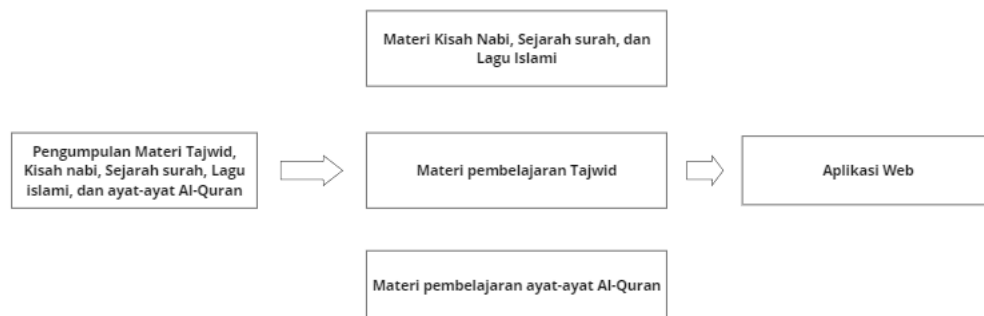 Materi Kisah Nabi, Sejarah surah, dan
Lagu Islami
Pengumpulan Materi Tajwid,
Kisah nabi, Sejarah surah, Lagu
islami, dan ayat-ayat Al-Quran
Materi pembelajaran Tajwid
Aplikasi Web
Materi pembelajaran ayat-ayat Al-Quran